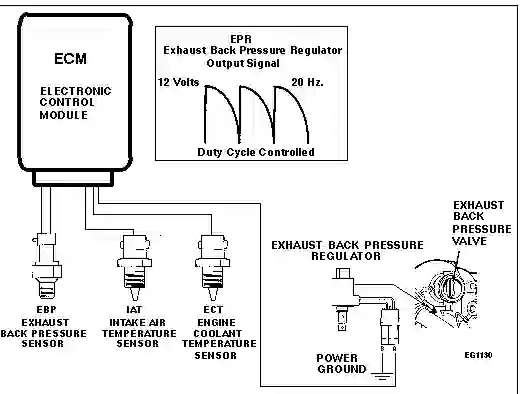 ECM
ELECTRONIC
CONTROL
MODULE
EPR
Exhaust Back Pressure Regulator
Output Signal
12 Volts
20 Hz.
Duty Cycle Controlled
EBP
EXHAUST
BACK PRESSURE
SENSOR
IAT
INTAKE AIR
TEMPERATURE
SENSOR
ECT
ENGINE
COOLANT
TEMPERATURE
SENSOR
EXHAUST BACK PRESSURE
REGULATOR
EXHAUST
BACK
PRESSURE
VALVE
B A
POWER
GROUND
EG1130